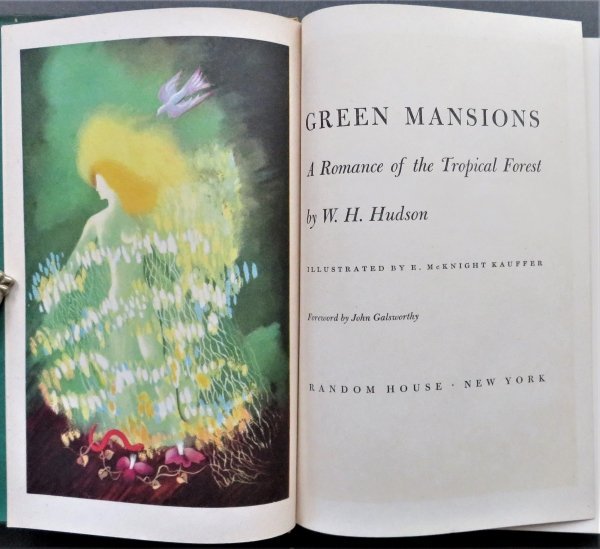 GREEN MANSIONS
A Romance of the Tropical Forest
by W. H. Hudson
ILLUSTRATED BY E. McKNIGHT KAUFFER
Foreword by John Galsworthy
RANDOM HOUSE · NEW YORK